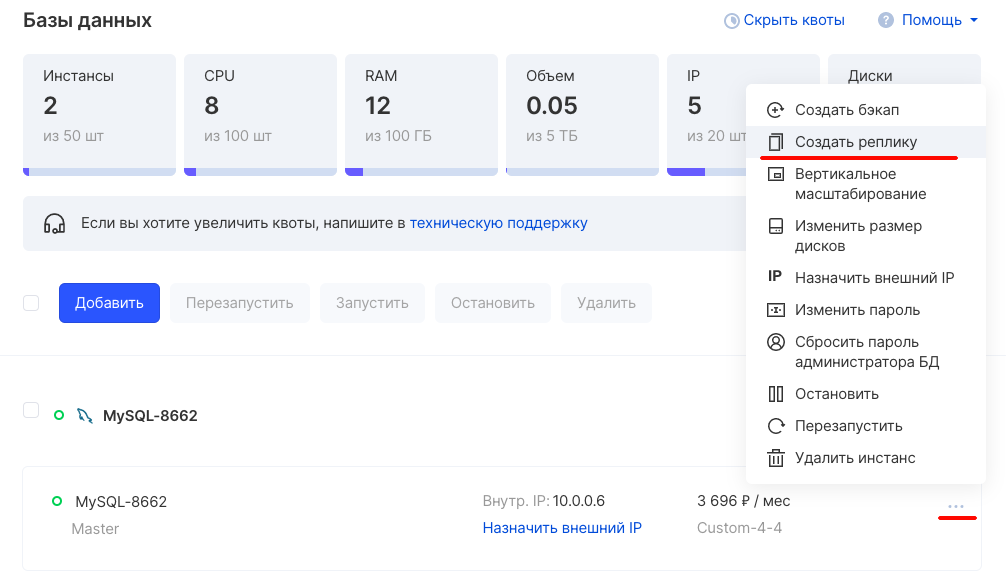 Базы данных
Скрыть квоты
Помощь
Инстансы
2
из 50 шт
CPU
8
из 100 шт
RAM
12
из 100 ГБ
Объем
0.05
из 5 ТБ
IP
5
из 20 шт
Диски
Если вы хотите увеличить квоты, напишите в техническую поддержку
Добавить
Перезапустить
Запустить
Остановить
Удалить
Создать бэкап
Создать реплику
Вертикальное
масштабирование
Изменить размер
дисков
IP Назначить внешний IP
Изменить пароль
Сбросить пароль
администратора БД
Остановить
Перезапустить
Удалить инстанс
MySQL-8662
MySQL-8662
Master
Внутр. IP: 10.0.0.6
Назначить внешний IP
3 696 ₽ / мес
Custom-4-4